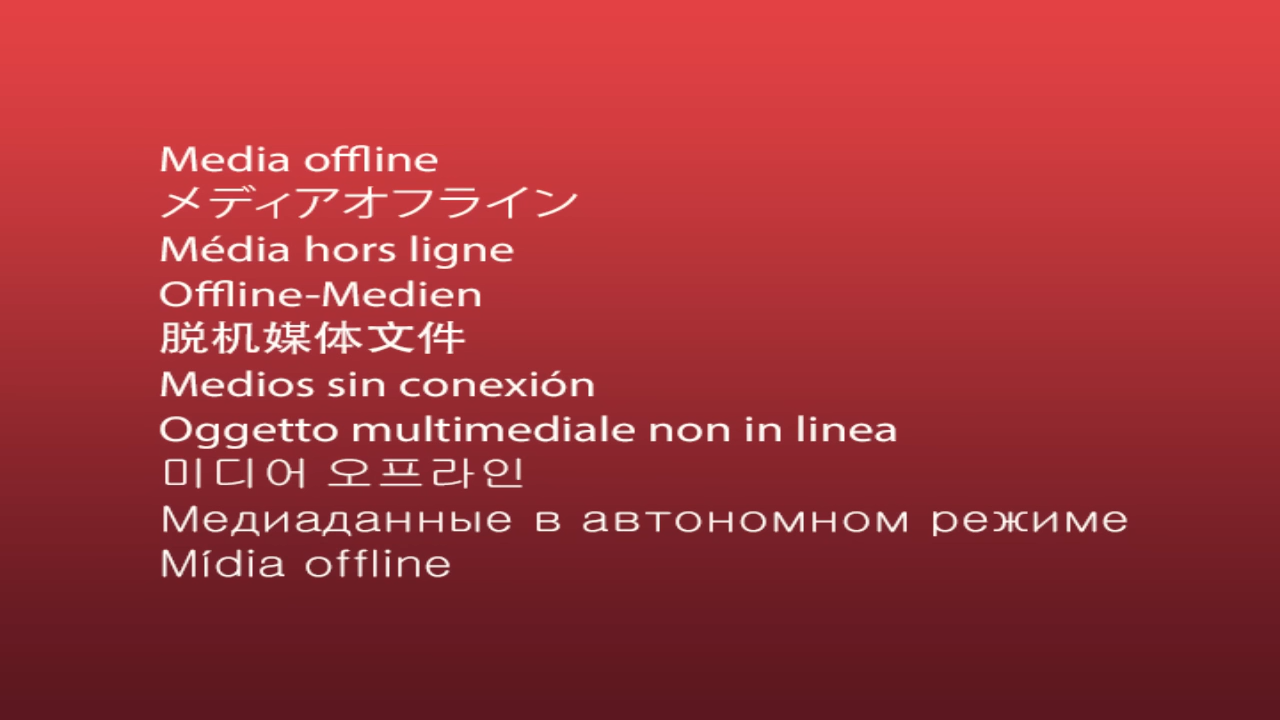 Media offline
メディアオフライン
Média hors ligne
Offline-Medien
脱机媒体文件
Medios sin conexión
Oggetto multimediale non in linea
미디어 오프라인
Медиаданные в автономном режиме
Mídia offline